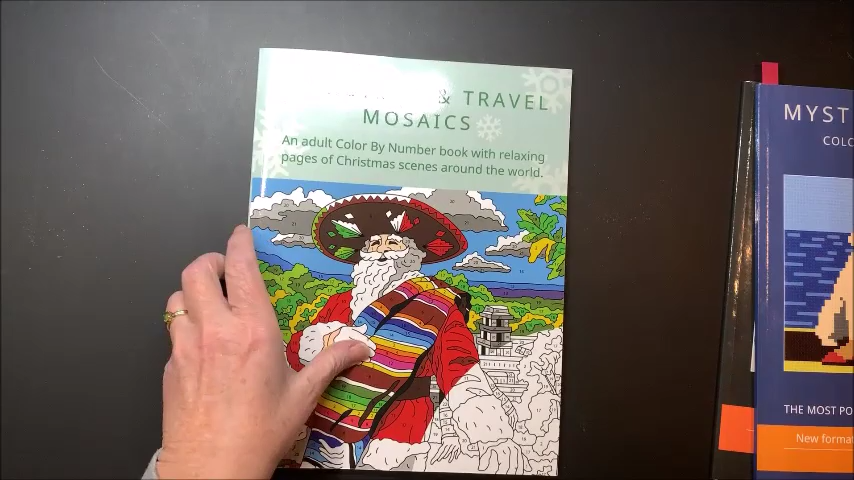 & TRAVEL
MOSAICS
An adult Color By Number book with relaxing
pages of Christmas scenes around the world.
MYST
COLO
THE MOST PO
New format